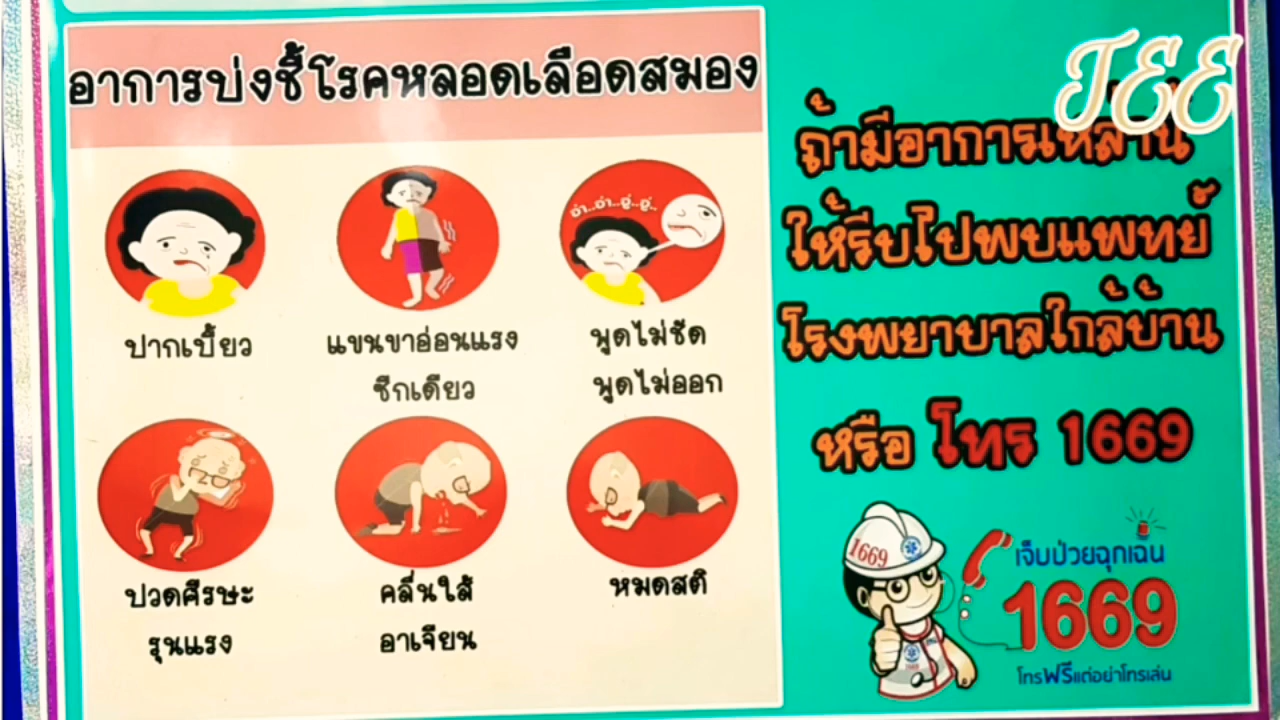 อาการบ่งชี้โรคหลอดเลือดสมอง
ปากเบี้ยว
แขนขาอ่อนแรง
ซีกเดียว
อ่า..อ่า..อู่..อู่..
พูดไม่ชัด
พูดไม่ออก
ปวดศีรษะ
รุนแรง
คลื่นไส้
อาเจียน
หมดสติ
TEE
ถ้ามีอาการเหล่านี้
ให้รีบไปพบแพทย์
โรงพยาบาลใกล้บ้าน
หรือ โทร 1669
1669
เจ็บป่วยฉุกเฉิน
1669
โทรฟรีแต่อย่าโทรเล่น